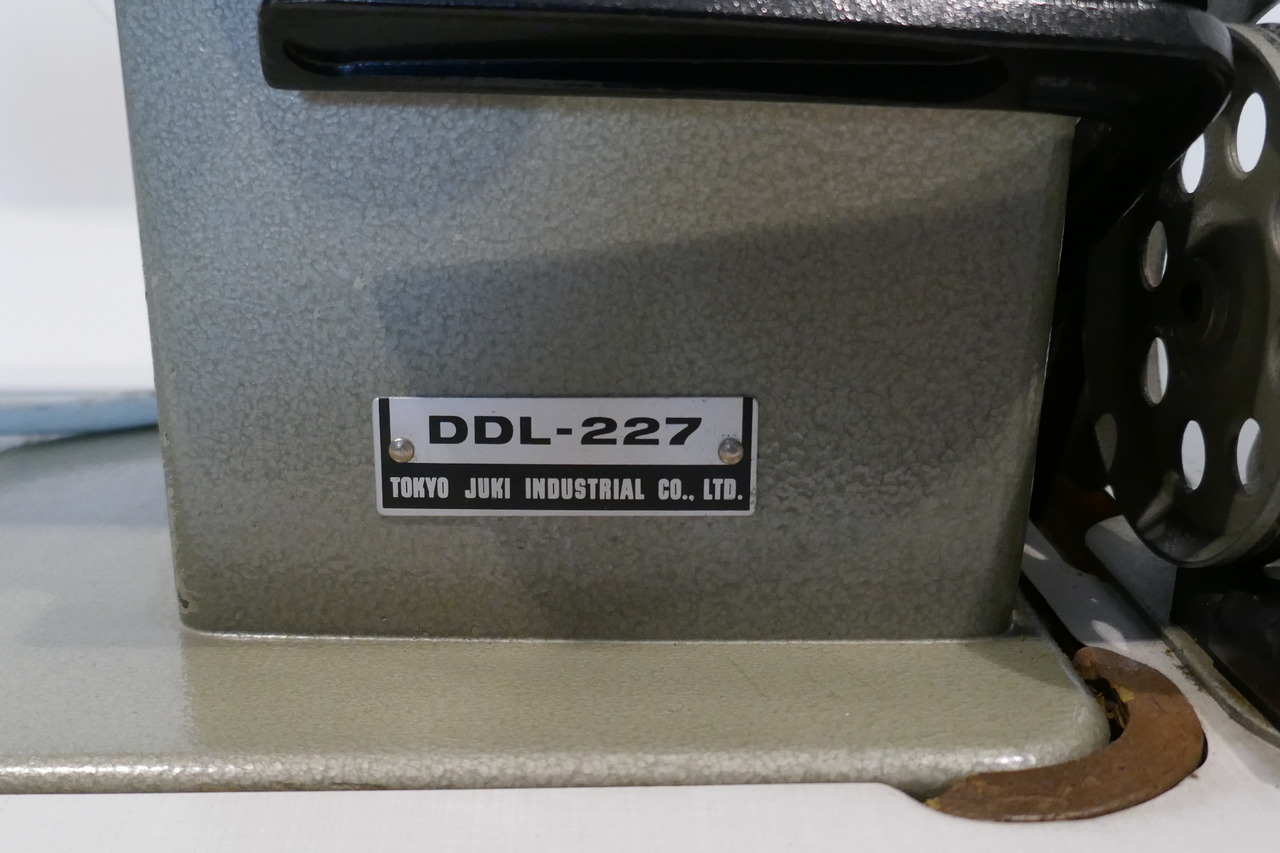 DDL-227
TOKYO JUKI INDUSTRIAL CO., LTD.